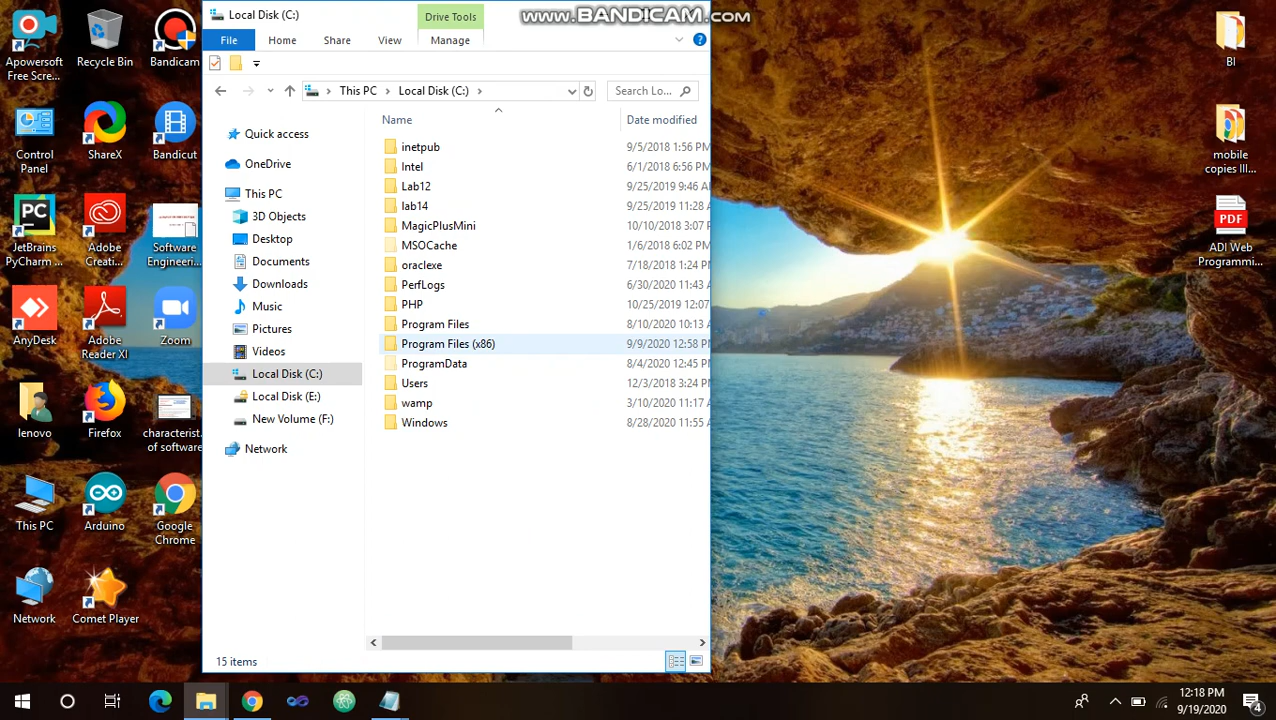 Local Disk (C:)
Drive Tools
www.BANDICAM.com
File
Home
Share
View
Manage
This PC
Local Disk (C:)
Search Lo...
Name
Date modified
Quick access
OneDrive
This PC
3D Objects
Desktop
Documents
Downloads
Music
Pictures
Videos
Local Disk (C:)
Local Disk (E:)
New Volume (F:)
Network
inetpub 9/5/2018 1:56 PM
Intel 6/1/2018 6:56 PM
Lab12 9/25/2019 9:46 A
lab14 9/25/2019 11:28 A
MagicPlusMini 10/10/2018 3:07 P
MSOCache 1/6/2018 6:02 PM
oraclexe 7/18/2018 1:24 P
PerfLogs 6/30/2020 11:43 A
PHP 10/25/2019 12:07
Program Files 8/10/2020 10:13 A
Program Files (x86) 9/9/2020 12:58 PM
ProgramData 8/4/2020 12:45 PM
Users 12/3/2018 3:24 P
wamp 3/10/2020 11:17 A
Windows 8/28/2020 11:55 A
15 items
Apowersoft
Free Scre...
Recycle Bin
Bandicam
Control
Panel
ShareX
Bandicut
PC
JetBrains
PyCharm ...
Adobe
Creati...
Software
Engineeri...
AnyDesk
Adobe
Reader XI
Zoom
lenovo
Firefox
characterist
of software
This PC
Arduino
Google
Chrome
Network
Comet Player
BI
mobile
copies III...
PDF
ADI Web
Programmi...
12:18 PM
9/19/2020
4